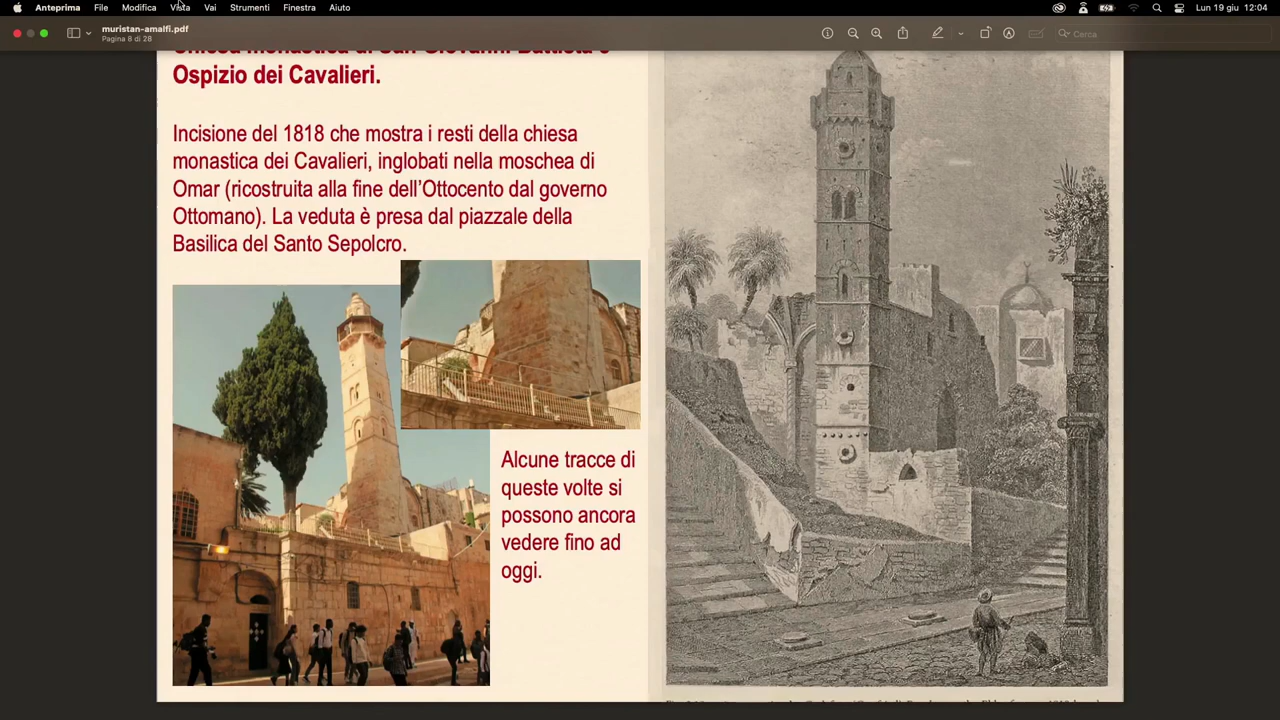 Anteprima File Modifica Vista Vai Strumenti Finestra Aiuto
Lun 19 giu 12:04
muristan-amalfi.pdf
Pagina 8 di 28
Cerca
Ospizio dei Cavalieri.
Incisione del 1818 che mostra i resti della chiesa
monastica dei Cavalieri, inglobati nella moschea di
Omar (ricostruita alla fine dell’Ottocento dal governo
Ottomano). La veduta è presa dal piazzale della
Basilica del Santo Sepolcro.
Alcune tracce di
queste volte si
possono ancora
vedere fino ad
oggi.